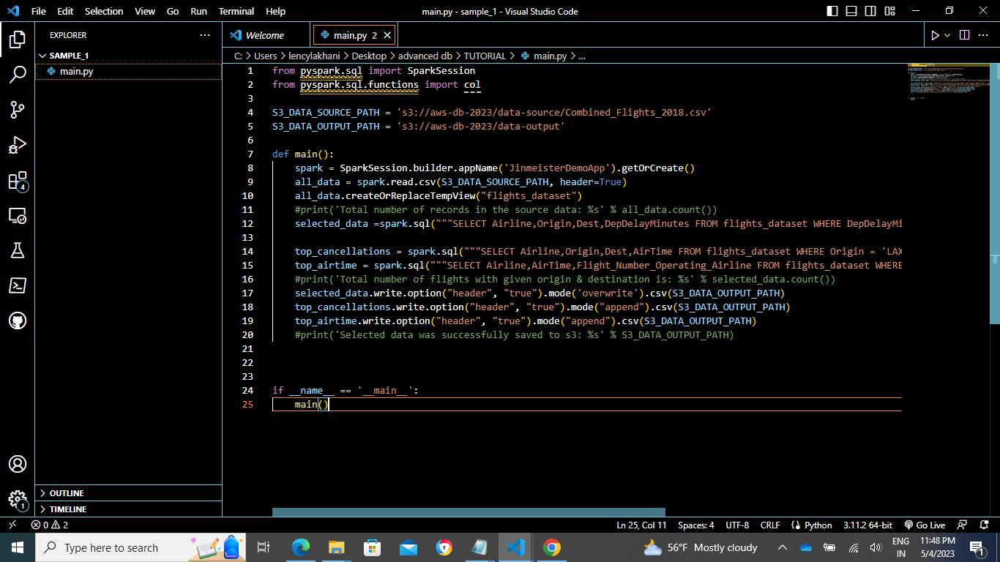 File Edit Selection View Go Run Terminal Help main.py - sample_1 - Visual Studio Code
EXPLORER
SAMPLE_1
main.py
OUTLINE
TIMELINE
Welcome main.py 2
C: > Users > lencylakhani > Desktop > advanced db > TUTORIAL > main.py > ...
1 from pyspark.sql import SparkSession
2 from pyspark.sql.functions import col
3
4 S3_DATA_SOURCE_PATH = 's3://aws-db-2023/data-source/Combined_Flights_2018.csv'
5 S3_DATA_OUTPUT_PATH = 's3://aws-db-2023/data-output'
6
7 def main():
8 spark = SparkSession.builder.appName('JinmeisterDemoApp').getOrCreate()
9 all_data = spark.read.csv(S3_DATA_SOURCE_PATH, header=True)
10 all_data.createOrReplaceTempView("flights_dataset")
11 #print('Total number of records in the source data: %s' % all_data.count())
12 selected_data =spark.sql("""SELECT Airline,Origin,Dest,DepDelayMinutes FROM flights_dataset WHERE DepDelayMi
13
14 top_cancellations = spark.sql("""SELECT Airline,Origin,Dest,AirTime FROM flights_dataset WHERE Origin = 'LAX
15 top_airtime = spark.sql("""SELECT Airline,AirTime,Flight_Number_Operating_Airline FROM flights_dataset WHERE
16 #print('Total number of flights with given origin & destination is: %s' % selected_data.count())
17 selected_data.write.option("header", "true").mode('overwrite').csv(S3_DATA_OUTPUT_PATH)
18 top_cancellations.write.option("header", "true").mode("append").csv(S3_DATA_OUTPUT_PATH)
19 top_airtime.write.option("header", "true").mode("append").csv(S3_DATA_OUTPUT_PATH)
20 #print('Selected data was successfully saved to s3: %s' % S3_DATA_OUTPUT_PATH)
21
22
23
24 if __name__ == '__main__':
25 main()
4
1
0 2 Ln 25, Col 11 Spaces: 4 UTF-8 CRLF Python 3.11.2 64-bit Go Live
Type here to search 56°F Mostly cloudy ENG IN 11:48 PM 5/4/2023 1